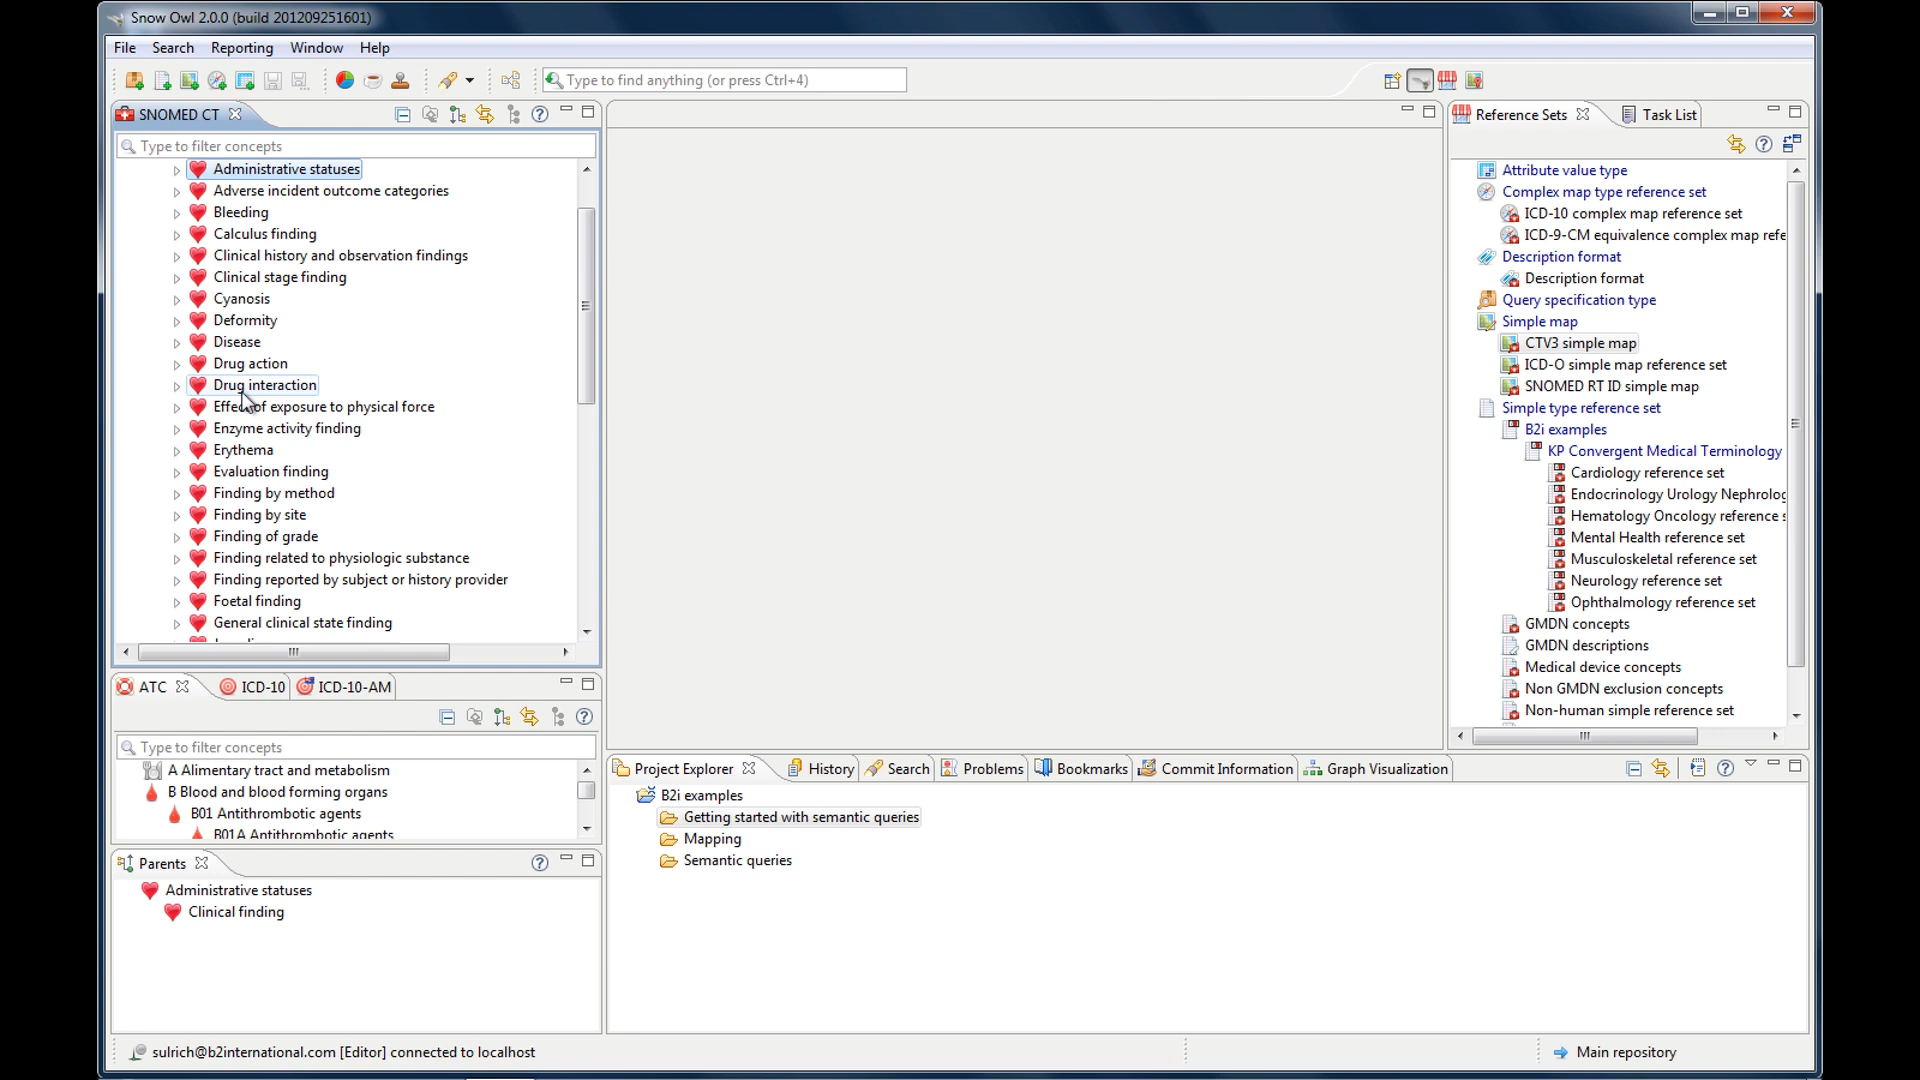 Snow Owl 2.0.0 (build 201209251601)
File Search Reporting Window Help
Type to find anything (or press Ctrl+4)
SNOMED CT
Type to filter concepts
Administrative statuses
Adverse incident outcome categories
Bleeding
Calculus finding
Clinical history and observation findings
Clinical stage finding
Cyanosis
Deformity
Disease
Drug action
Drug interaction
Effect of exposure to physical force
Enzyme activity finding
Erythema
Evaluation finding
Finding by method
Finding by site
Finding of grade
Finding related to physiologic substance
Finding reported by subject or history provider
Foetal finding
General clinical state finding
ATC ICD-10 ICD-10-AM
Type to filter concepts
A Alimentary tract and metabolism
B Blood and blood forming organs
B01 Antithrombotic agents
B01A Antithrombotic agents
Parents
Administrative statuses
Clinical finding
Project Explorer History Search Problems Bookmarks Commit Information Graph Visualization
B2i examples
Getting started with semantic queries
Mapping
Semantic queries
Reference Sets Task List
Attribute value type
Complex map type reference set
ICD-10 complex map reference set
ICD-9-CM equivalence complex map refe
Description format
Description format
Query specification type
Simple map
CTV3 simple map
ICD-O simple map reference set
SNOMED RT ID simple map
Simple type reference set
B2i examples
KP Convergent Medical Terminology
Cardiology reference set
Endocrinology Urology Nephrolog
Hematology Oncology reference s
Mental Health reference set
Musculoskeletal reference set
Neurology reference set
Ophthalmology reference set
GMDN concepts
GMDN descriptions
Medical device concepts
Non GMDN exclusion concepts
Non-human simple reference set
sulrich@b2international.com [Editor] connected to localhost
Main repository